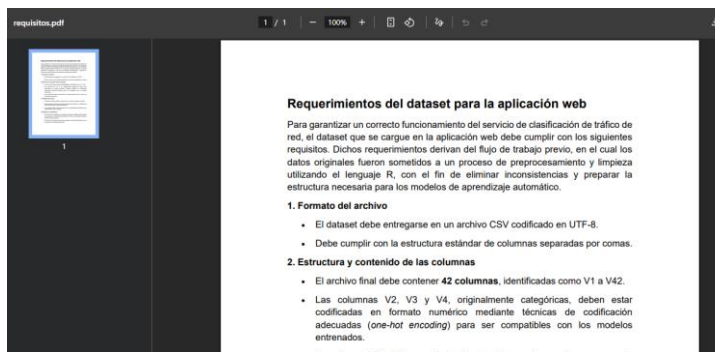 requisitos.pdf
1 / 1
100%
1
Requerimientos del dataset para la aplicación web
Para garantizar un correcto funcionamiento del servicio de clasificación de tráfico de
red, el dataset que se cargue en la aplicación web debe cumplir con los siguientes
requisitos. Dichos requerimientos derivan del flujo de trabajo previo, en el cual los
datos originales fueron sometidos a un proceso de preprocesamiento y limpieza
utilizando el lenguaje R, con el fin de eliminar inconsistencias y preparar la
estructura necesaria para los modelos de aprendizaje automático.
1. Formato del archivo
• El dataset debe entregarse en un archivo CSV codificado en UTF-8.
• Debe cumplir con la estructura estándar de columnas separadas por comas.
2. Estructura y contenido de las columnas
• El archivo final debe contener 42 columnas, identificadas como V1 a V42.
• Las columnas V2, V3 y V4, originalmente categóricas, deben estar
codificadas en formato numérico mediante técnicas de codificación
adecuadas (one-hot encoding) para ser compatibles con los modelos
entrenados.